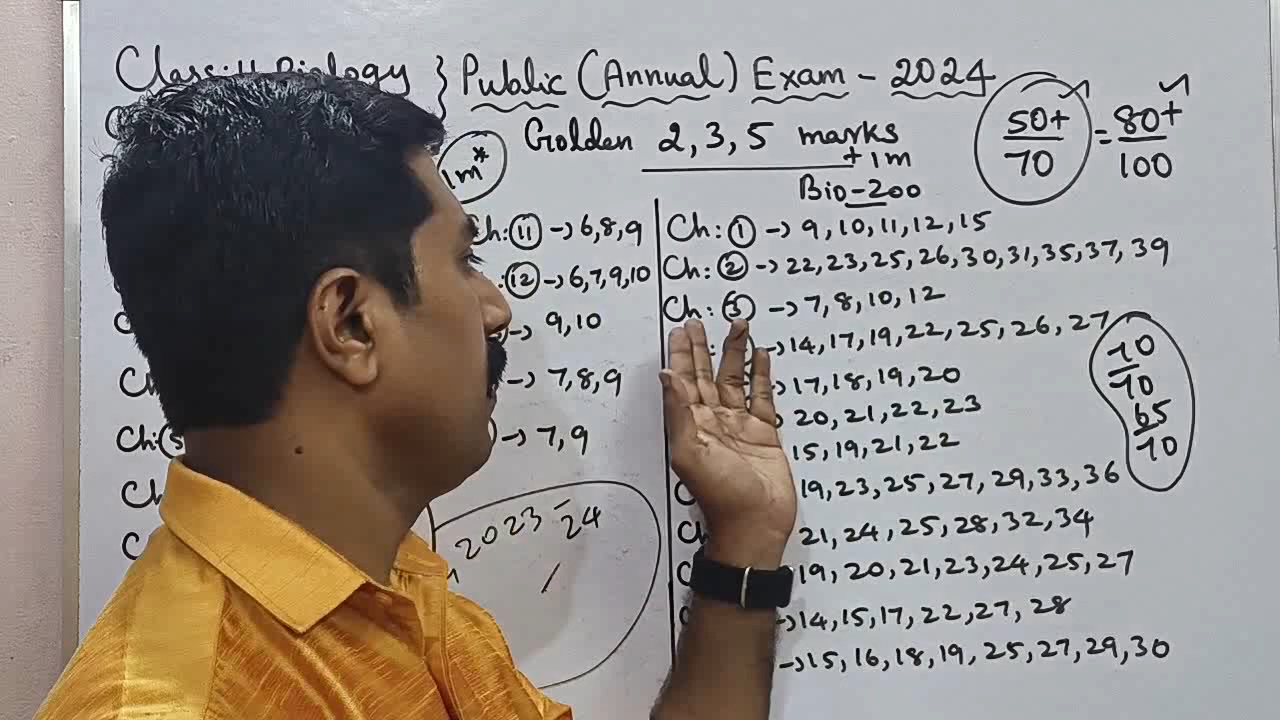 Class: 11 Biology } Public (Annual) Exam - 2024
Golden 2, 3, 5 marks
+ 1m
1m*
50+/70 = 80+/100
Bio-200
Ch: 11 → 6, 8, 9
12 → 6, 7, 9, 10
→ 9, 10
→ 7, 8, 9
Ch: 5
→ 7, 9
Ch
2023-24
Ch: 1 → 9, 10, 11, 12, 15
Ch: 2 → 22, 23, 25, 26, 30, 31, 35, 37, 39
Ch: 3 → 7, 8, 10, 12
→ 14, 17, 19, 22, 25, 26, 27
→ 17, 18, 19, 20
20, 21, 22, 23
15, 19, 21, 22
19, 23, 25, 27, 29, 33, 36
21, 24, 25, 28, 32, 34
19, 20, 21, 23, 24, 25, 27
→ 14, 15, 17, 22, 27, 28
→ 15, 16, 18, 19, 25, 27, 29, 30
70/70
65/70